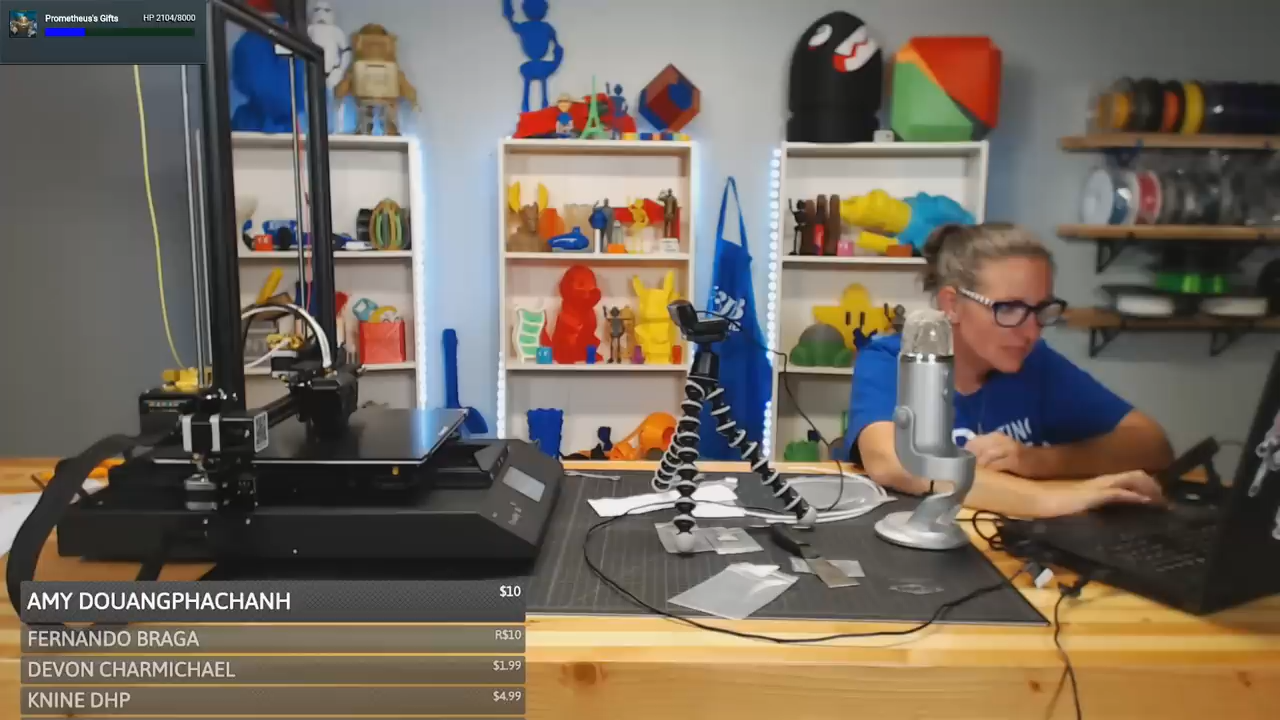 Prometheus's Gifts HP 2104/8000
AMY DOUANGPHACHANH $10
FERNANDO BRAGA R$10
DEVON CHARMICHAEL $1.99
KNINE DHP $4.99